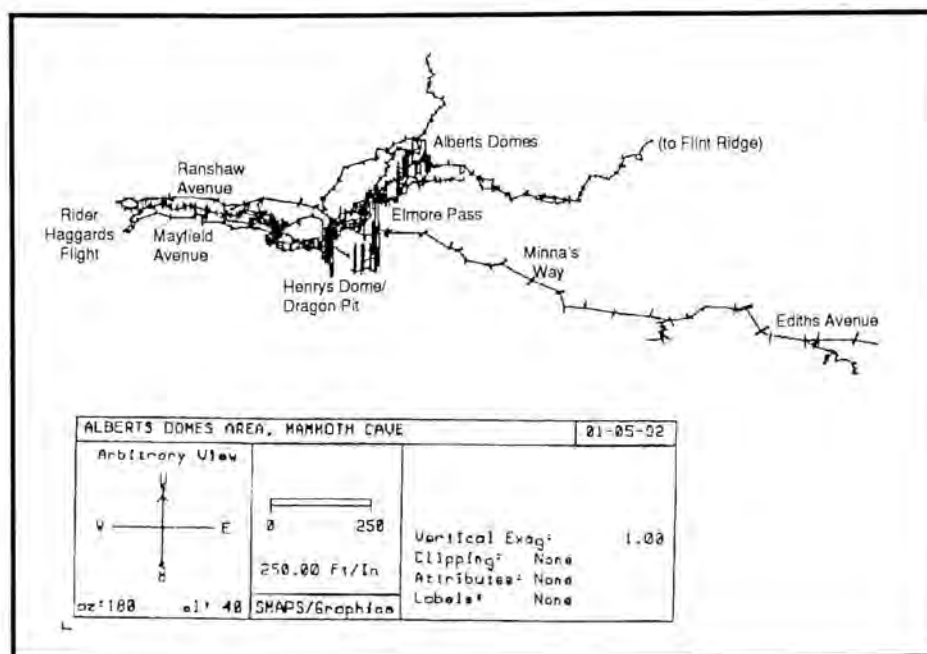 Alberts Domes
(to Flint Ridge)
Ranshaw
Avenue
Rider
Haggards
Flight
Mayfield
Avenue
Elmore Pass
Minna's
Way
Henrys Dome/
Dragon Pit
Ediths Avenue
ALBERTS DOMES AREA, MAMMOTH CAVE
01-05-92
Arbitrary View
E
0 250
250.00 Ft/In
az:180 el: 40
SMAPS/Graphics
Vertical Exag: 1.00
Clipping: None
Attributes: None
Labels: None